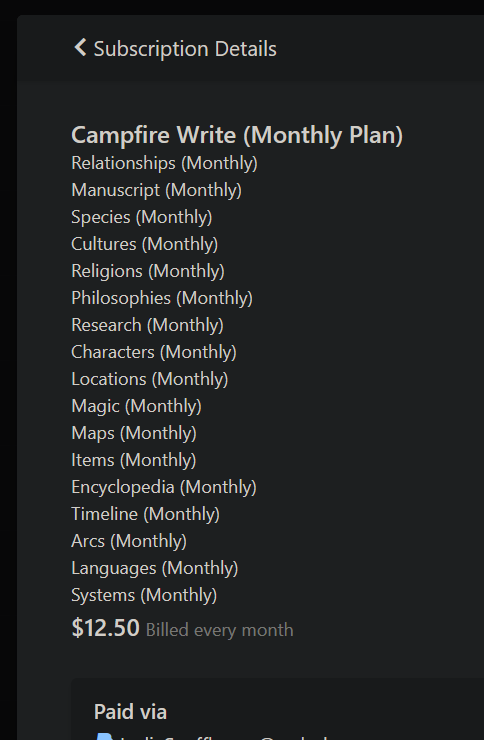 Subscription Details
Campfire Write (Monthly Plan)
Relationships (Monthly)
Manuscript (Monthly)
Species (Monthly)
Cultures (Monthly)
Religions (Monthly)
Philosophies (Monthly)
Research (Monthly)
Characters (Monthly)
Locations (Monthly)
Magic (Monthly)
Maps (Monthly)
Items (Monthly)
Encyclopedia (Monthly)
Timeline (Monthly)
Arcs (Monthly)
Languages (Monthly)
Systems (Monthly)
$12.50 Billed every month
Paid via